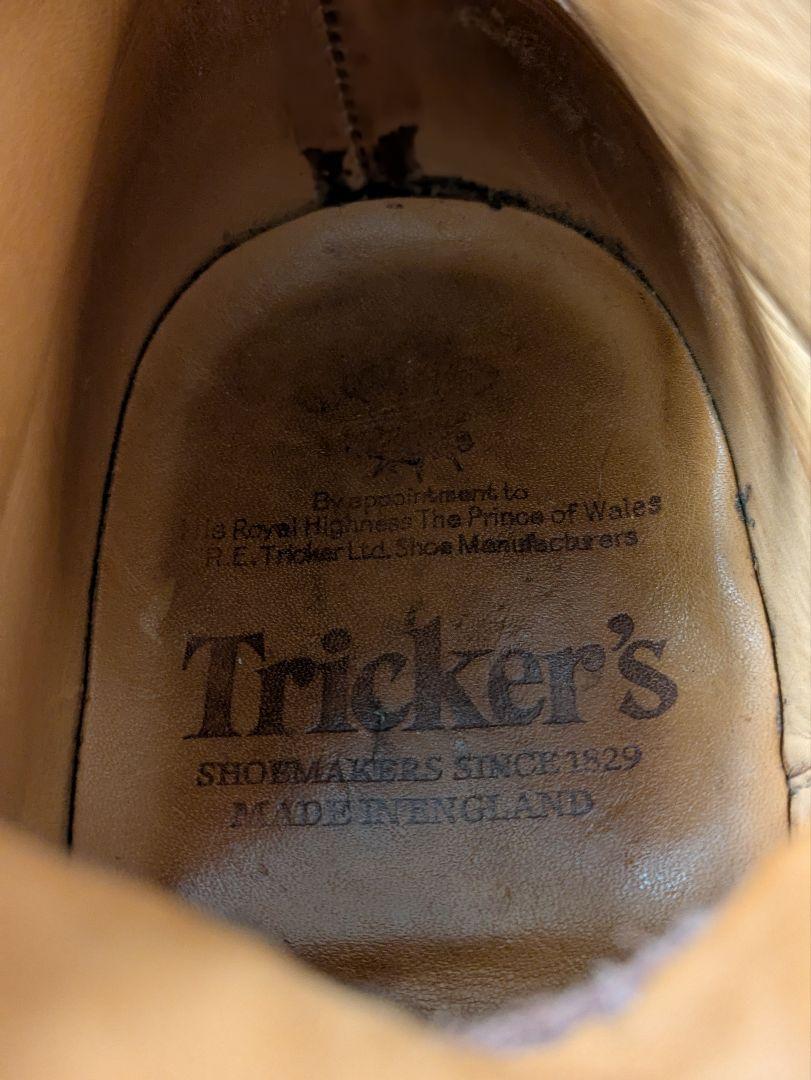 By appointment to
His Royal Highness The Prince of Wales
R.E. Tricker Ltd. Shoe Manufacturers
Tricker's
SHOEMAKERS SINCE 1829
MADE IN ENGLAND